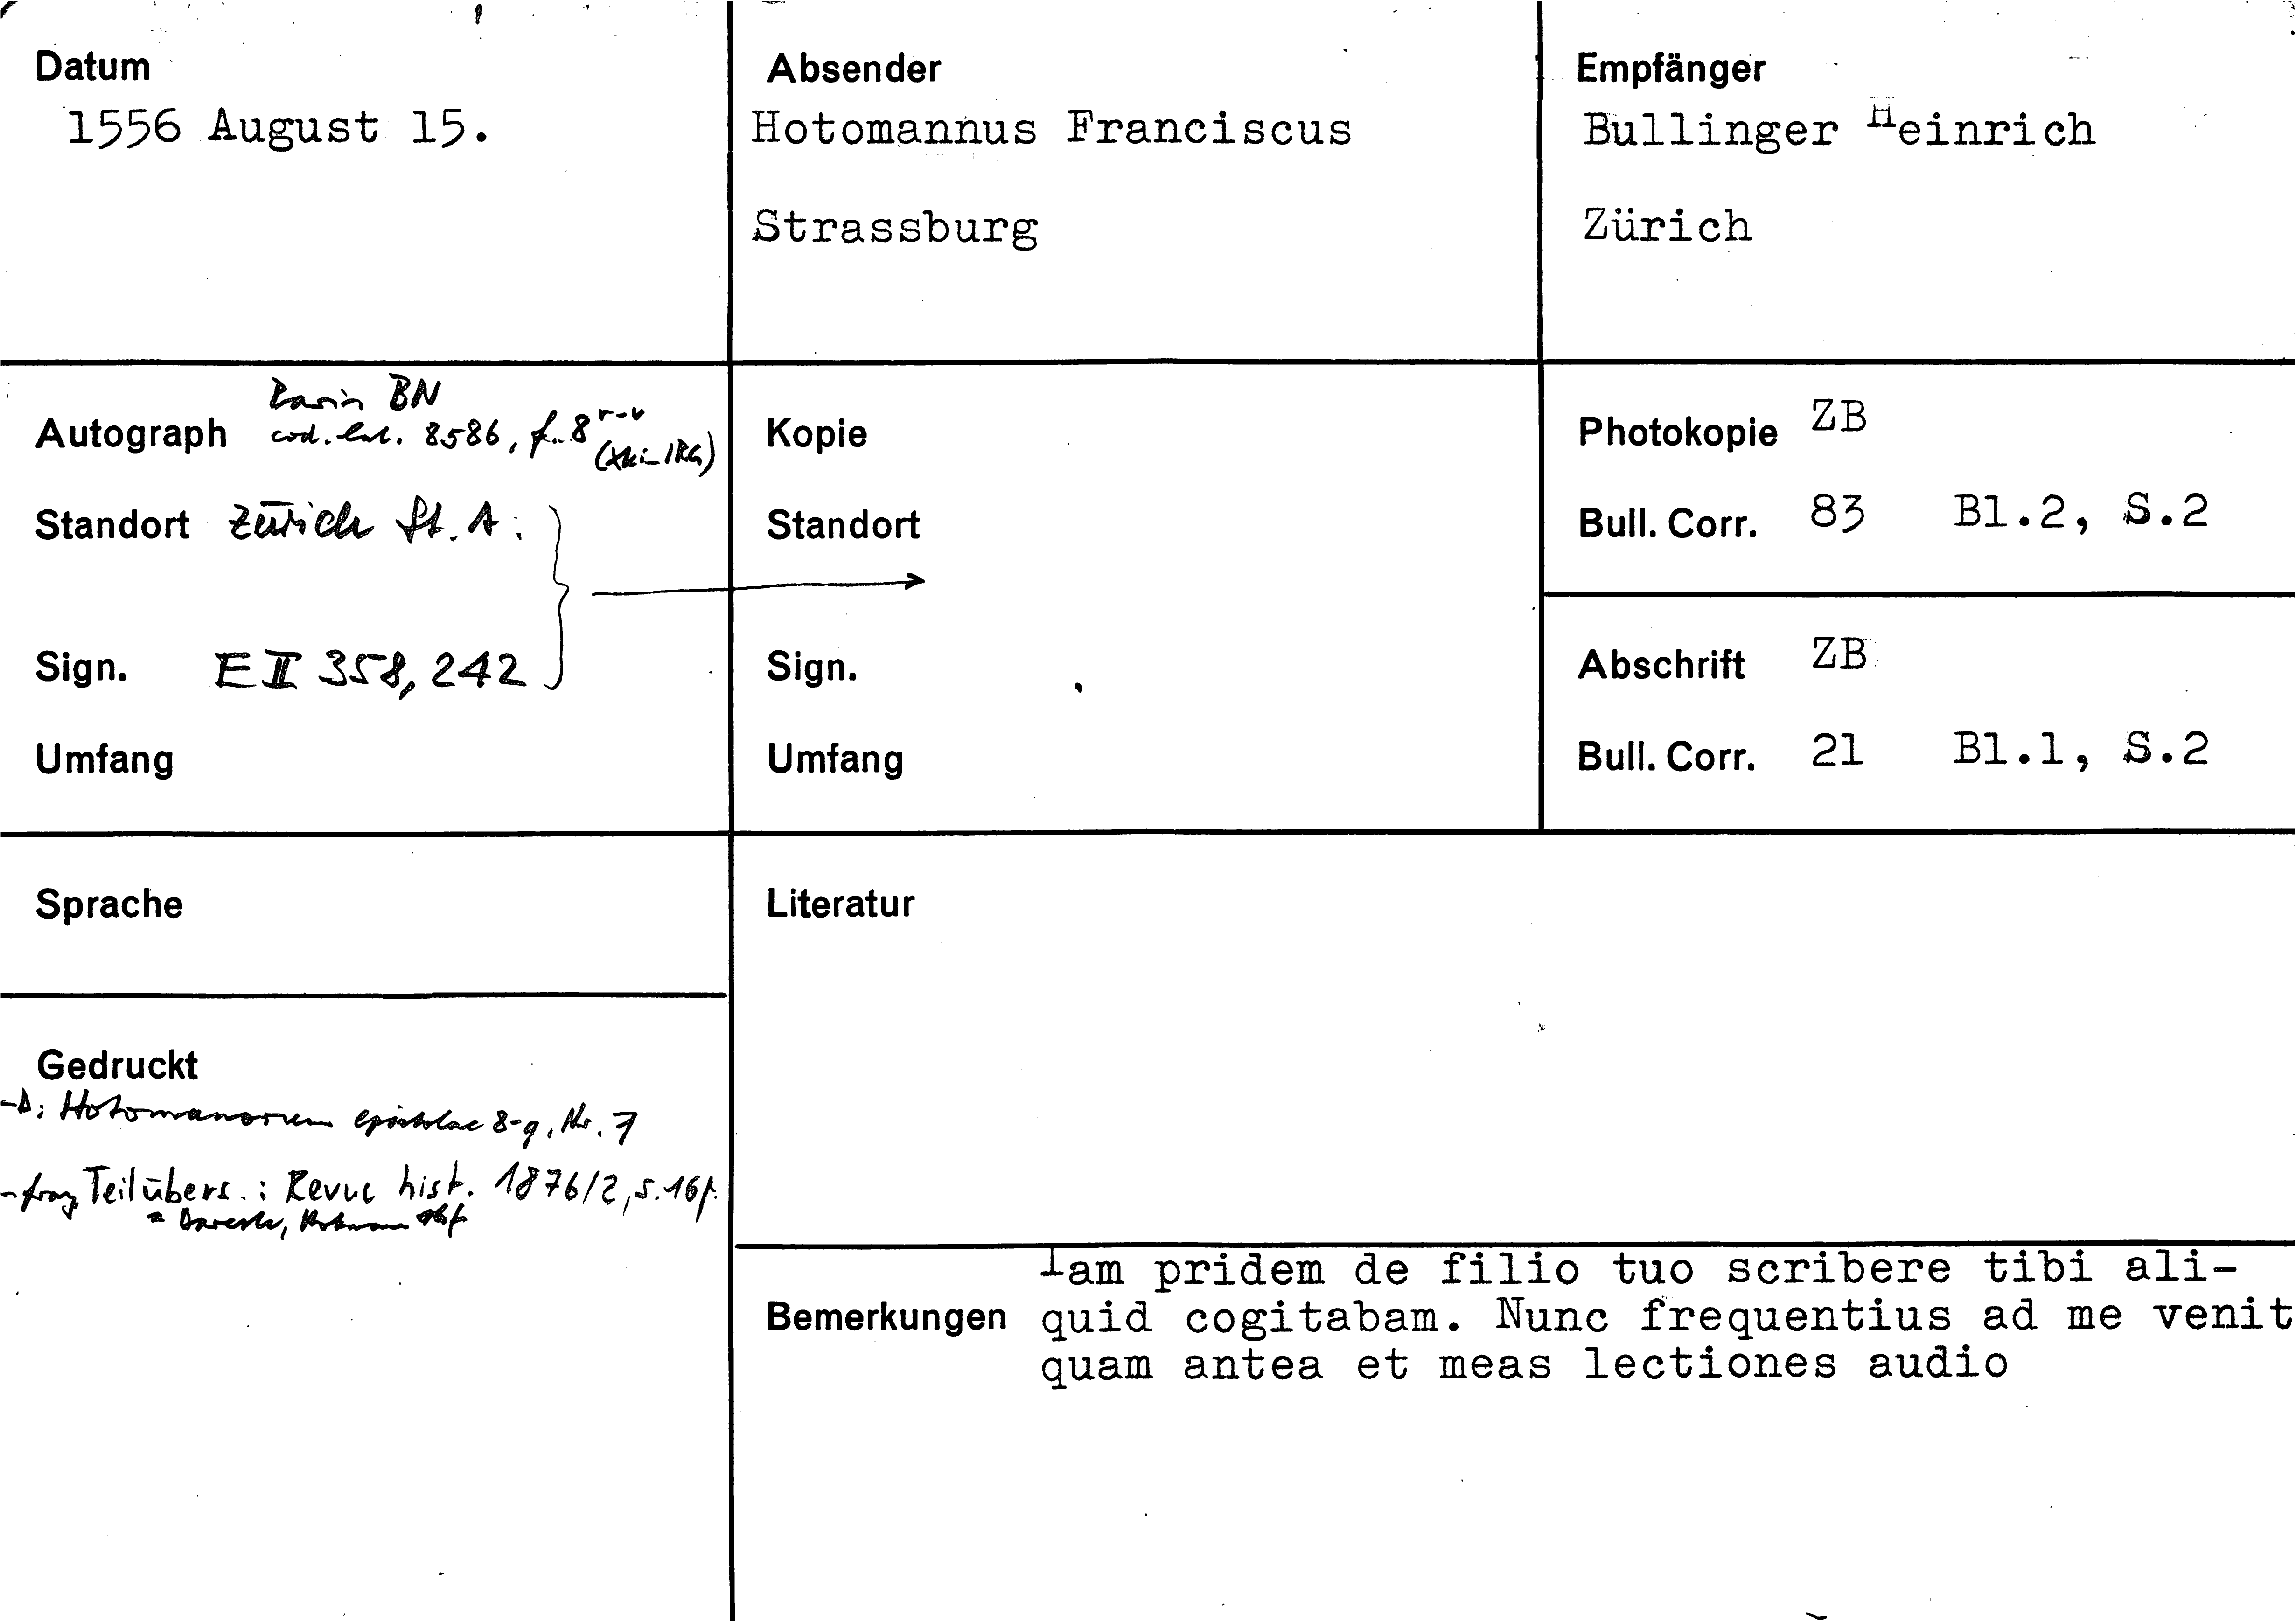 Datum
1556 August 15.
Absender
Hotomannus Franciscus
Strassburg
Empfänger
Bullinger Heinrich
Zürich
Autograph
Paris BN
cod. lat. 8586, f. 8 r-v
Standort Zürich St. A.
Sign. E II 358, 242
Umfang
Kopie
Standort
Sign.
Umfang
Photokopie ZB
Bull. Corr. 83 Bl.2, S.2
Abschrift ZB
Bull. Corr. 21 Bl.1, S.2
Sprache
Gedruckt
- D: Hotomanorum epistolae 8-9, Nr. 7
- franz Teilübers.: Revue hist. 1876/2, S. 16f.
= Dareste, Hotman
Literatur
Bemerkungen
Iam pridem de filio tuo scribere tibi ali-
quid cogitabam. Nunc frequentius ad me venit
quam antea et meas lectiones audio